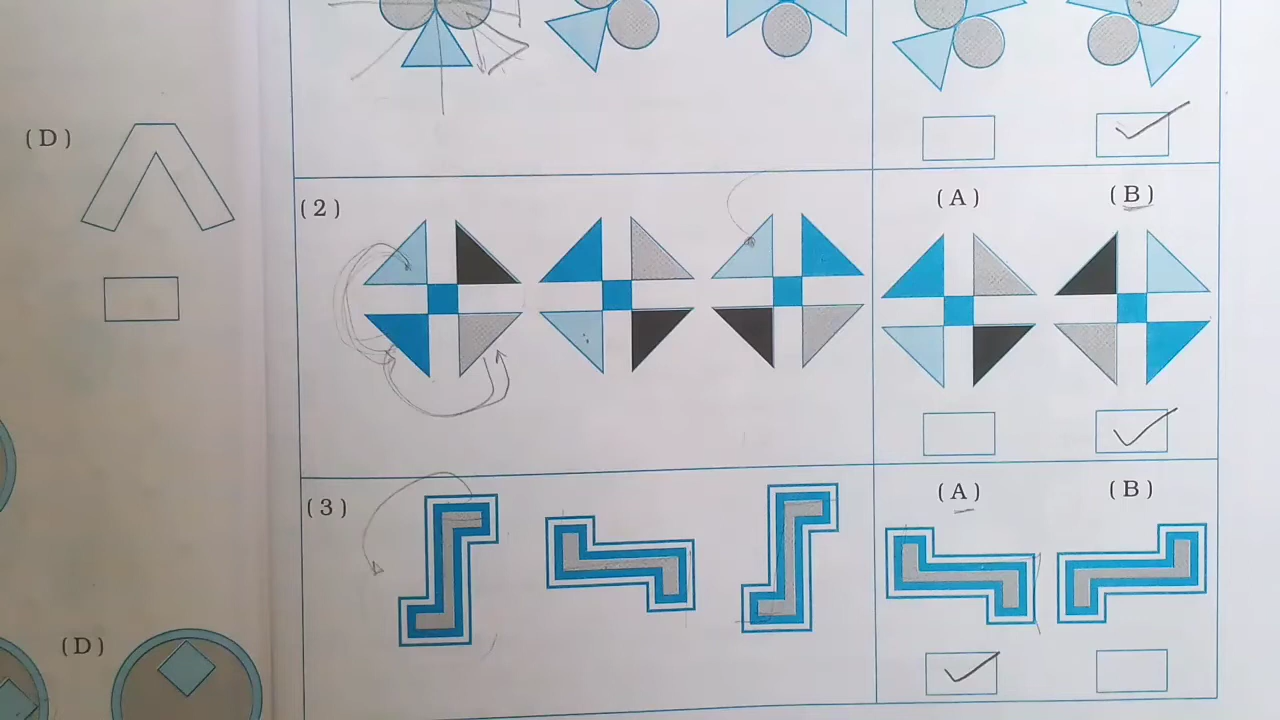 ( D )
(2)
( A )
( B )
(3)
( A )
( B )
( D )